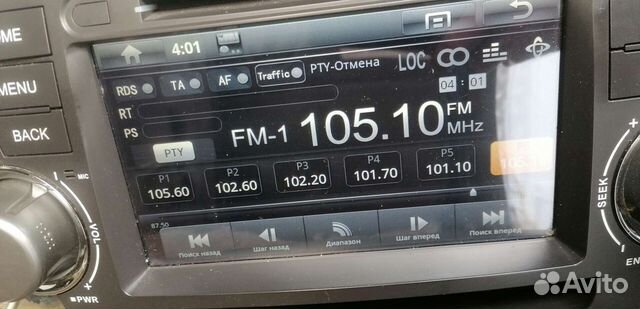 HOME
MENU
BACK
MIC
VOL
PWR
4:01
RDS TA AF Traffic PTY-Отмена LOC
04 : 01
RT
PS
FM-1 105.10 FM MHz
PTY
P1 105.60
P2 102.60
P3 102.20
P4 101.70
P5 101.10
87.50
Поиск назад
Шаг назад
Диапазон
Шаг вперед
Поиск вперед
SEEK
Avito